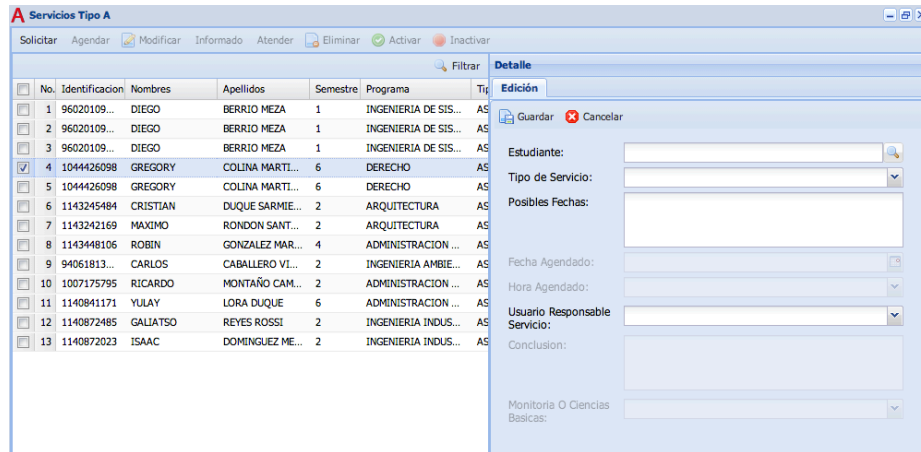 A Servicios Tipo A
Solicitar Agendar Modificar Informado Atender Eliminar Activar Inactivar
Filtrar
No. Identificacion Nombres Apellidos Semestre Programa Tip
1 96020109... DIEGO BERRIO MEZA 1 INGENIERIA DE SIS... AS
2 96020109... DIEGO BERRIO MEZA 1 INGENIERIA DE SIS... AS
3 96020109... DIEGO BERRIO MEZA 1 INGENIERIA DE SIS... AS
4 1044426098 GREGORY COLINA MARTI... 6 DERECHO AS
5 1044426098 GREGORY COLINA MARTI... 6 DERECHO AS
6 1143245484 CRISTIAN DUQUE SARMIE... 2 ARQUITECTURA AS
7 1143242169 MAXIMO RONDON SANT... 2 ARQUITECTURA AS
8 1143448106 ROBIN GONZALEZ MAR... 4 ADMINISTRACION ... AS
9 94061813... CARLOS CABALLERO VI... 2 INGENIERIA AMBIE... AS
10 1007175795 RICARDO MONTAÑO CAM... 2 ADMINISTRACION ... AS
11 1140841171 YULAY LORA DUQUE 6 ADMINISTRACION ... AS
12 1140872485 GALIATSO REYES ROSSI 2 INGENIERIA INDUS... AS
13 1140872023 ISAAC DOMINGUEZ ME... 2 INGENIERIA INDUS... AS
Detalle
Edición
Guardar Cancelar
Estudiante:
Tipo de Servicio:
Posibles Fechas:
Fecha Agendado:
Hora Agendado:
Usuario Responsable
Servicio:
Conclusion:
Monitoria O Ciencias
Basicas: